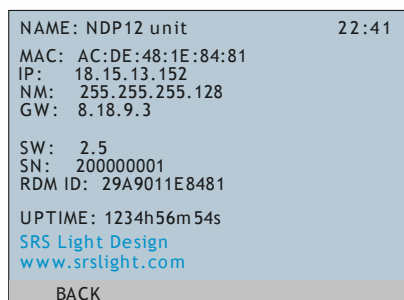 NAME: NDP12 unit 22:41
MAC: AC:DE:48:1E:84:81
IP: 18.15.13.152
NM: 255.255.255.128
GW: 8.18.9.3
SW: 2.5
SN: 200000001
RDM ID: 29A9011E8481
UPTIME: 1234h56m54s
SRS Light Design
www.srslight.com
BACK